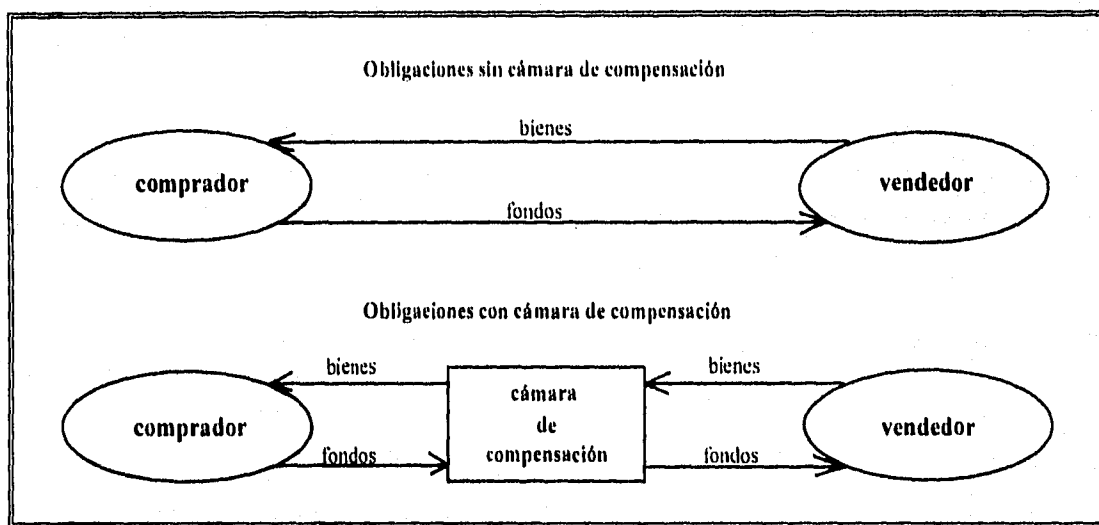 Obligaciones sin cámara de compensación
bienes
comprador
vendedor
fondos
Obligaciones con cámara de compensación
bienes
bienes
cámara
de
compensación
comprador
vendedor
fondos
fondos